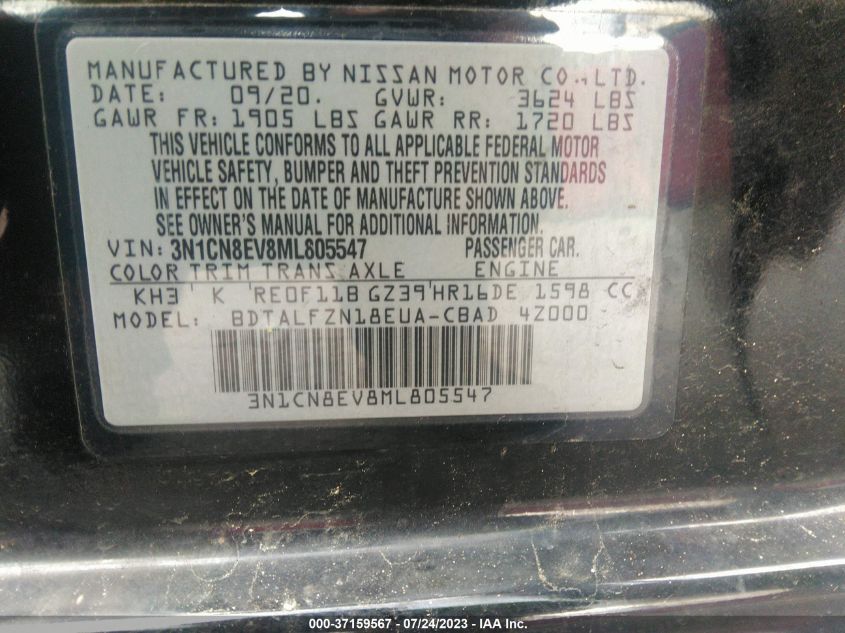 MANUFACTURED BY NISSAN MOTOR CO., LTD.
DATE: 09/20. GVWR: 3624 LBS
GAWR FR: 1905 LBS GAWR RR: 1720 LBS
THIS VEHICLE CONFORMS TO ALL APPLICABLE FEDERAL MOTOR
VEHICLE SAFETY, BUMPER AND THEFT PREVENTION STANDARDS
IN EFFECT ON THE DATE OF MANUFACTURE SHOWN ABOVE.
SEE OWNER'S MANUAL FOR ADDITIONAL INFORMATION.
VIN: 3N1CN8EV8ML805547 PASSENGER CAR.
COLOR TRIM TRANS AXLE ENGINE
KH3 K RE0F11B GZ39 HR16DE 1598 CC
MODEL: BDTALFZN18EUA-CBAD 4Z000
3N1CN8EV8ML805547
000-37159567 - 07/24/2023 - IAA Inc.